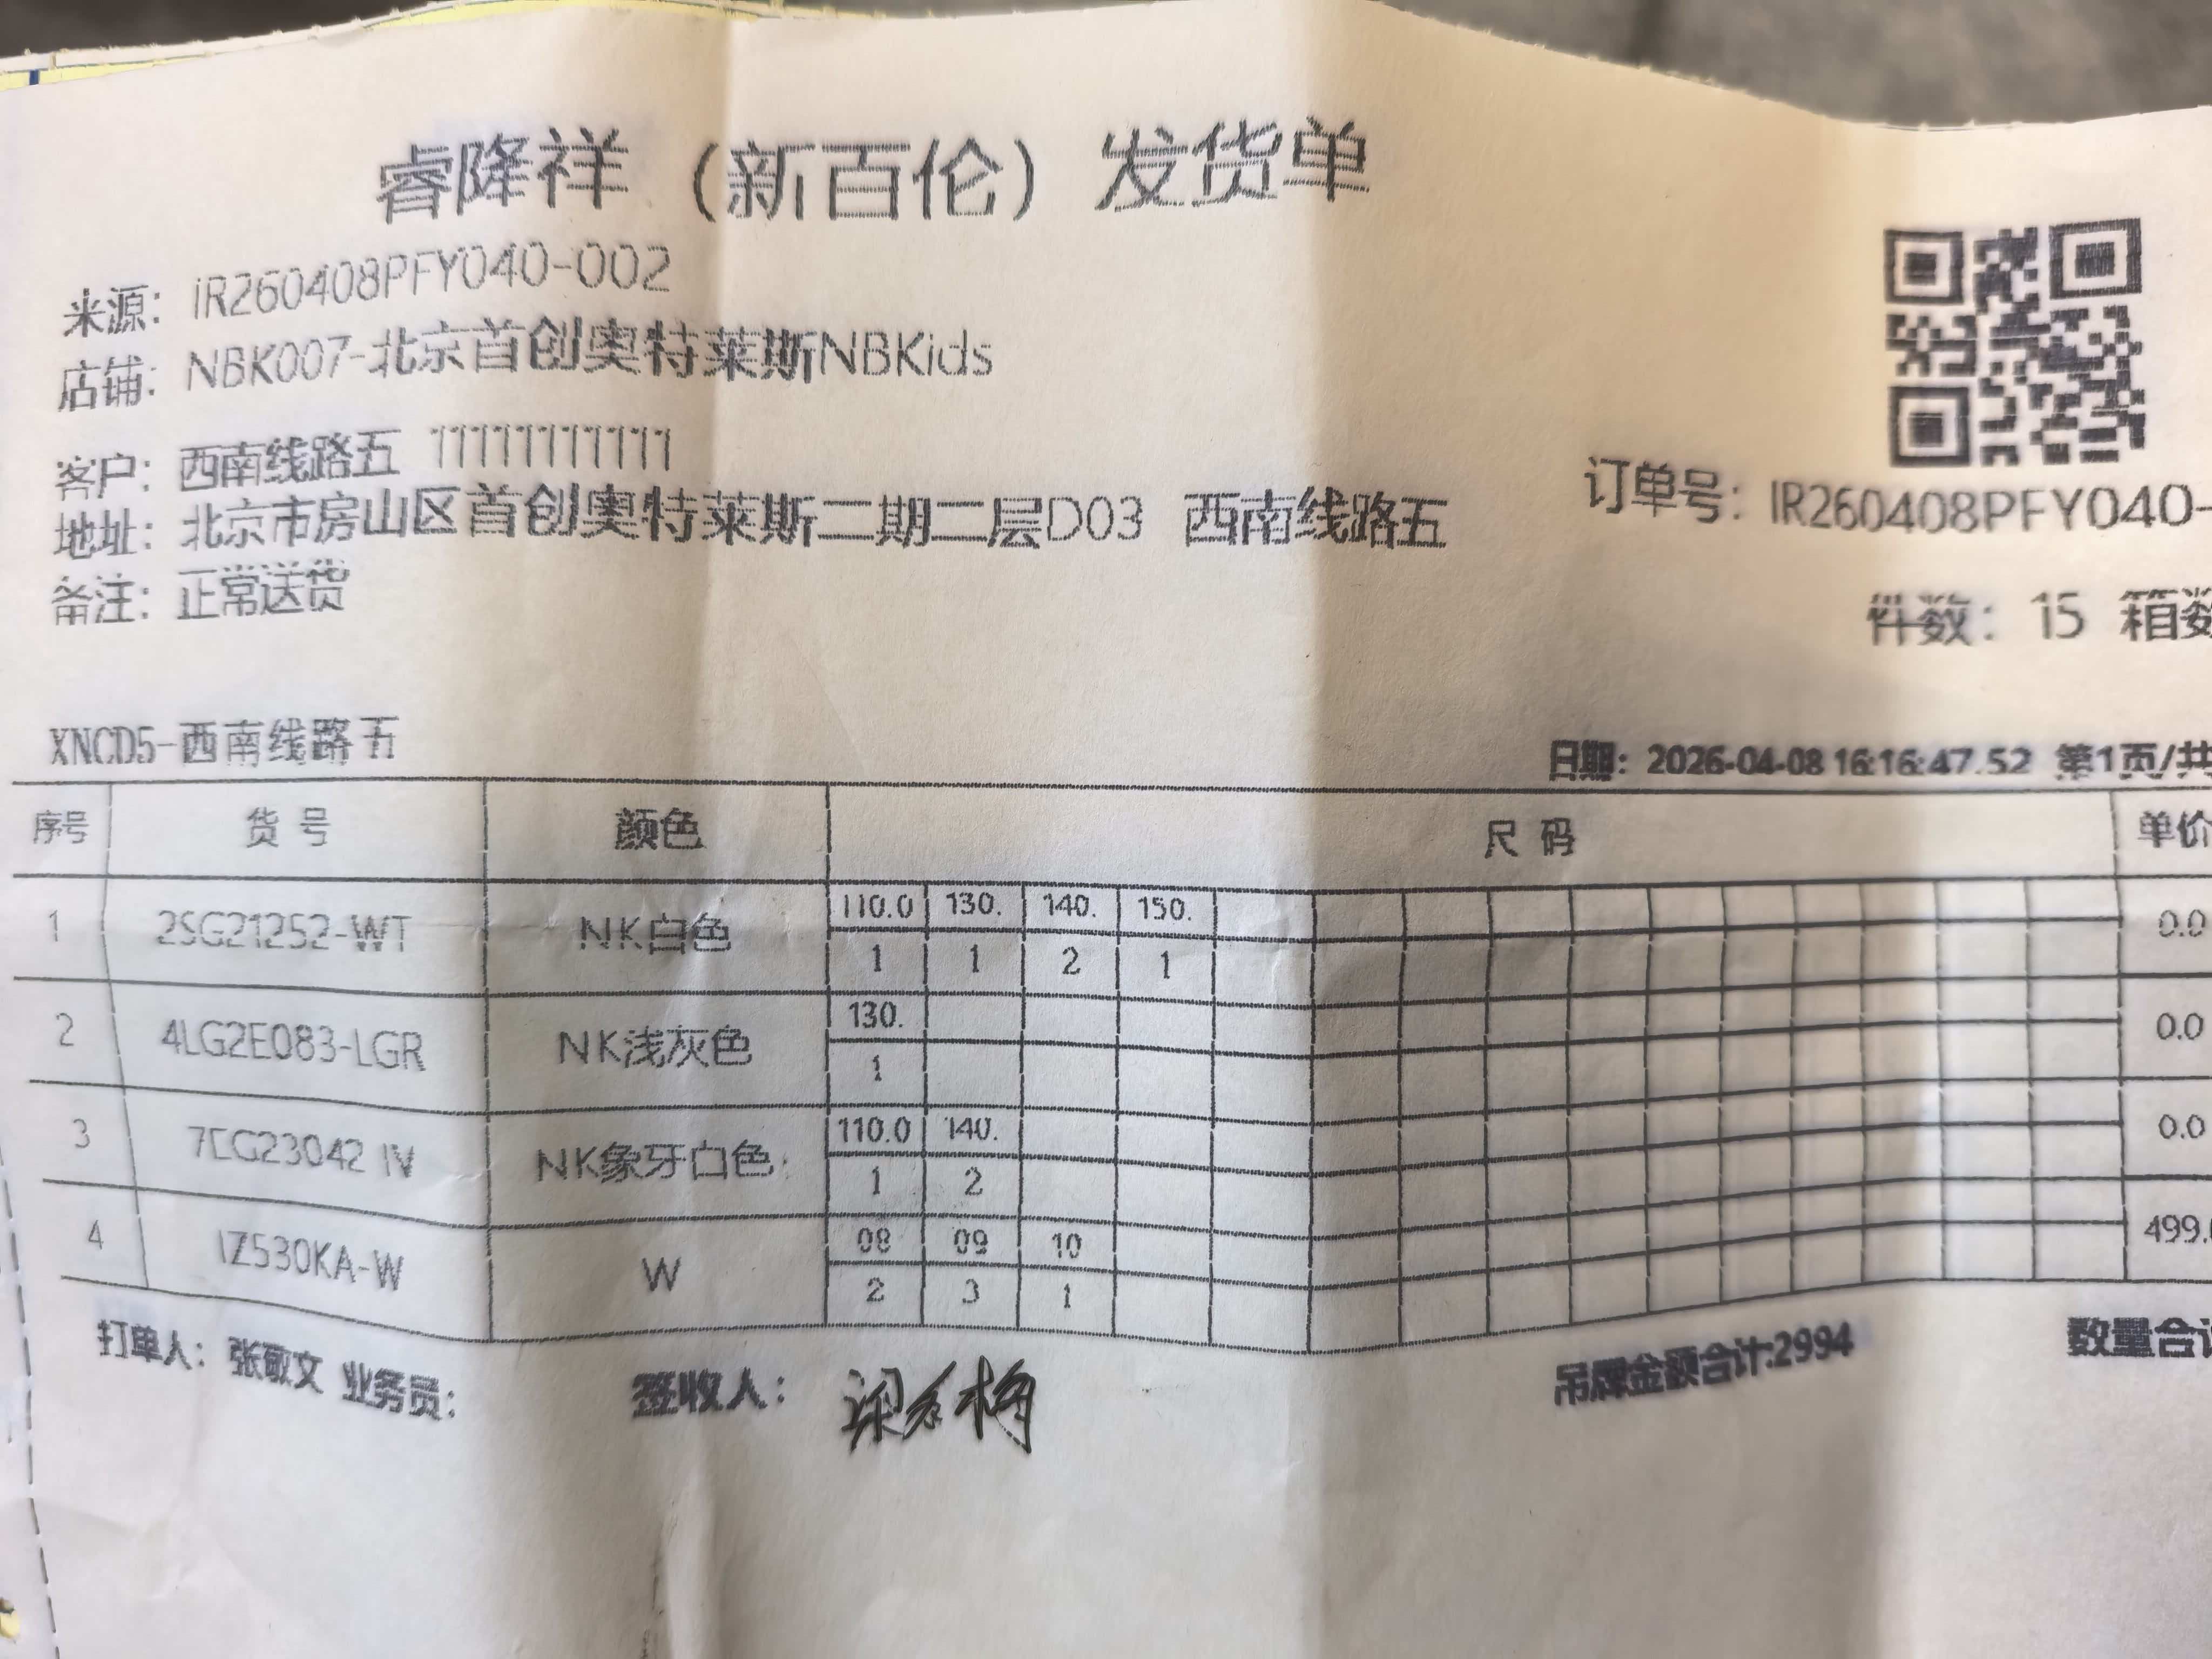 睿降祥（新百伦）发货单
来源：IR260408PFY040-002
店铺：NBK007-北京首创奥特莱斯NBKids
客户：西南线路五 11111111111
地址：北京市房山区首创奥特莱斯二期二层D03 西南线路五
订单号：IR260408PFY040-
备注：正常送货
件数：15 箱数
XNCD5-西南线路五
日期：2026-04-08 16:16:47.52 第1页/共
序号 货号 颜色 尺码 单价
110.0 130. 140. 150.
1 2SG21252-WT NK白色 0.0
1 1 2 1
130.
2 4LG2E083-LGR NK浅灰色 0.0
1
110.0 140.
3 NK象牙白色 0.0
1 2
08 09 10
4 IZ530KA-W W 499.
2 3 1
打单人：张敏文 业务员： 签收人： 吊牌金额合计:2994 数量合计